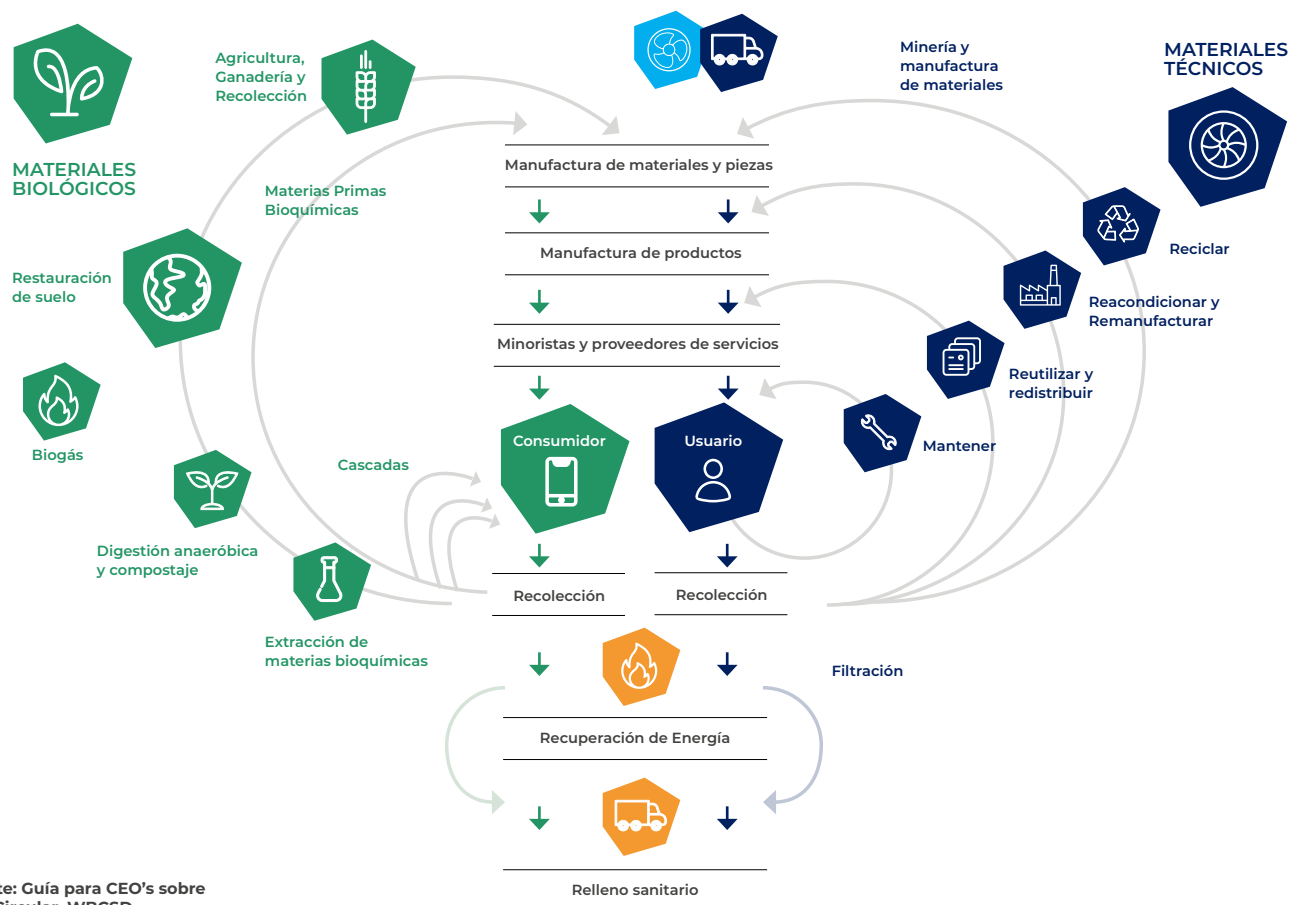 Agricultura,
Ganadería y
Recolección
Minería y
manufactura
de materiales
MATERIALES
TÉCNICOS
MATERIALES
BIOLÓGICOS
Manufactura de materiales y piezas
Materias Primas
Bioquímicas
Reciclar
Manufactura de productos
Restauración
de suelo
Reacondicionar y
Remanufacturar
Minoristas y proveedores de servicios
Reutilizar y
redistribuir
Biogás
Consumidor
Usuario
Mantener
Cascadas
Digestión anaeróbica
y compostaje
Recolección
Recolección
Extracción de
materias bioquímicas
Filtración
Recuperación de Energía
Relleno sanitario
Guía para CEO's sobre
WBCSD